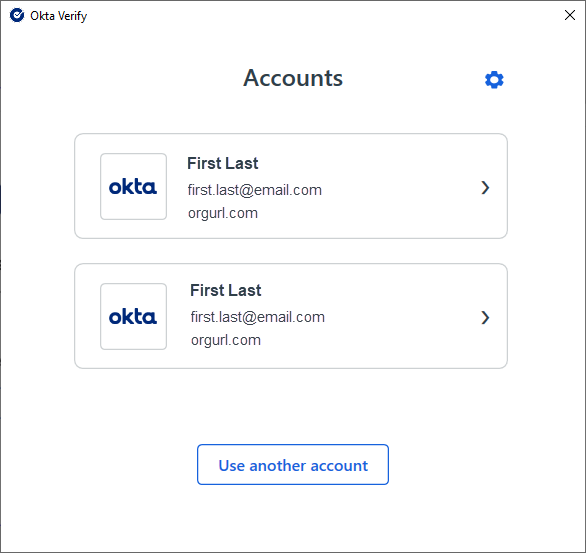 Okta Verify
Accounts
okta
First Last
first.last@email.com
orgurl.com
okta
First Last
first.last@email.com
orgurl.com
Use another account